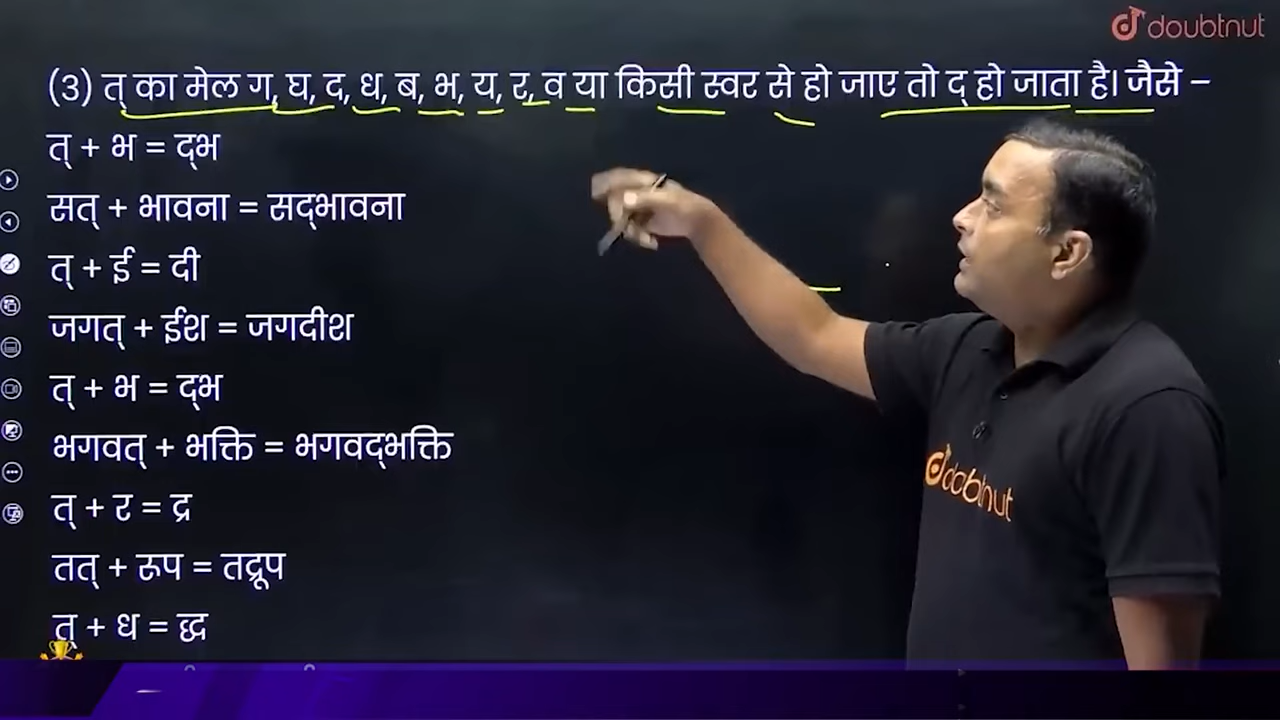 doubtnut
(3) त् का मेल ग, घ, द, ध, ब, भ, य, र, व या किसी स्वर से हो जाए तो द् हो जाता है। जैसे –
त् + भ = द्‌भ
सत् + भावना = सद्‌भावना
त् + ई = दी
जगत् + ईश = जगदीश
त् + भ = द्‌भ
भगवत् + भक्ति = भगवद्‌भक्ति
त् + र = द्र
तत् + रूप = तद्रूप
त् + ध = द्ध
doubtnut